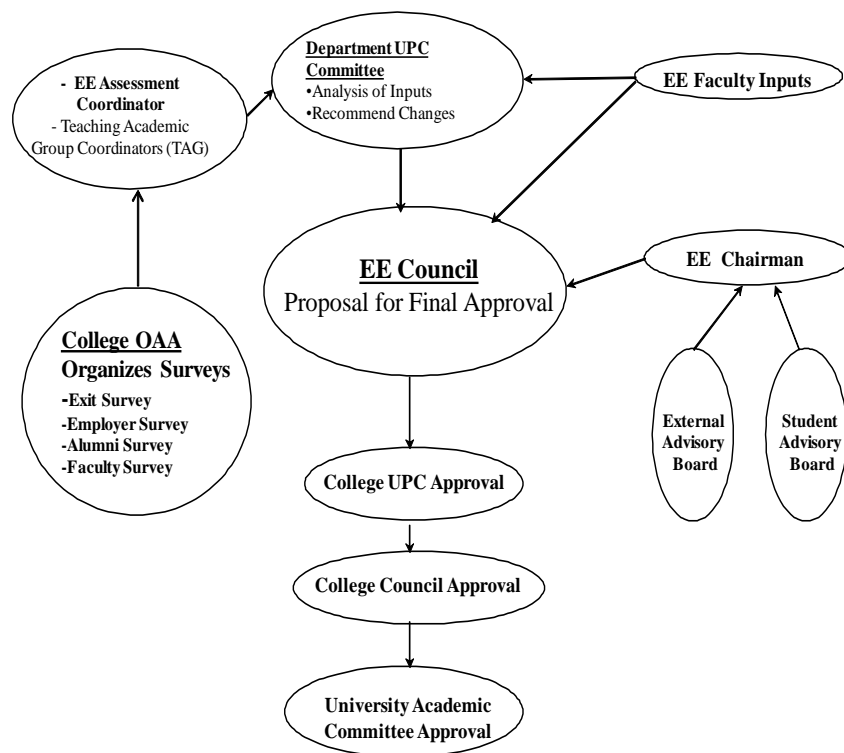 - EE Assessment
Coordinator
- Teaching Academic
Group Coordinators (TAG)
Department UPC
Committee
•Analysis of Inputs
•Recommend Changes
EE Faculty Inputs
EE Council
Proposal for Final Approval
EE Chairman
College OAA
Organizes Surveys
-Exit Survey
-Employer Survey
-Alumni Survey
-Faculty Survey
External
Advisory
Board
Student
Advisory
Board
College UPC Approval
College Council Approval
University Academic
Committee Approval